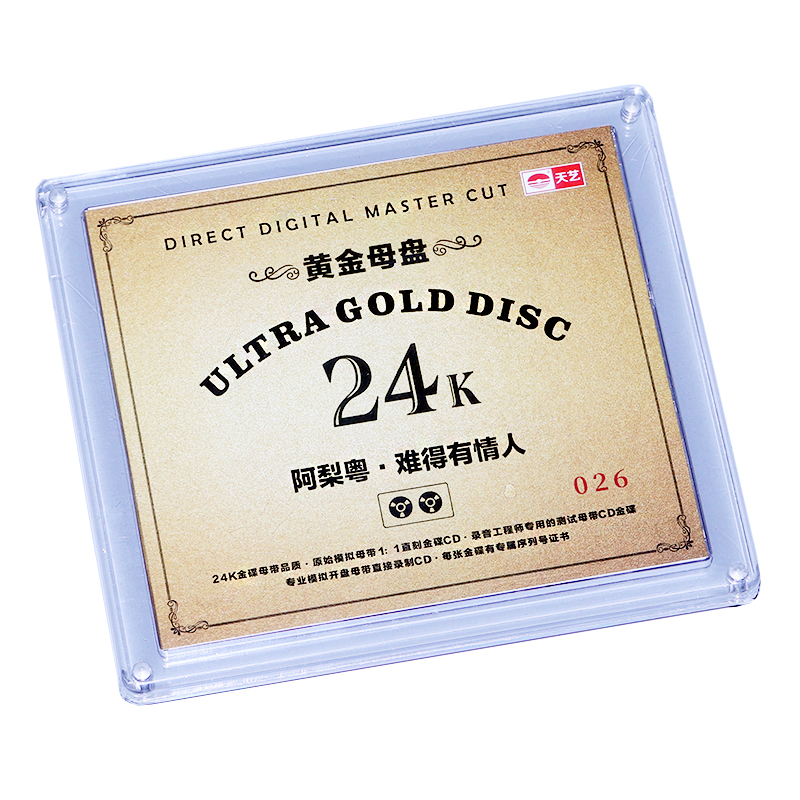 天艺
DIRECT DIGITAL MASTER CUT
黄金母盘
ULTRA GOLD DISC
24K
阿梨粤·难得有情人
026
24K金碟母带品质·原始模拟母带1:1直刻金碟CD·录音工程师专用的测试母带CD金碟
专业模拟开盘母带直接录制CD·每张金碟有专属序列号证书